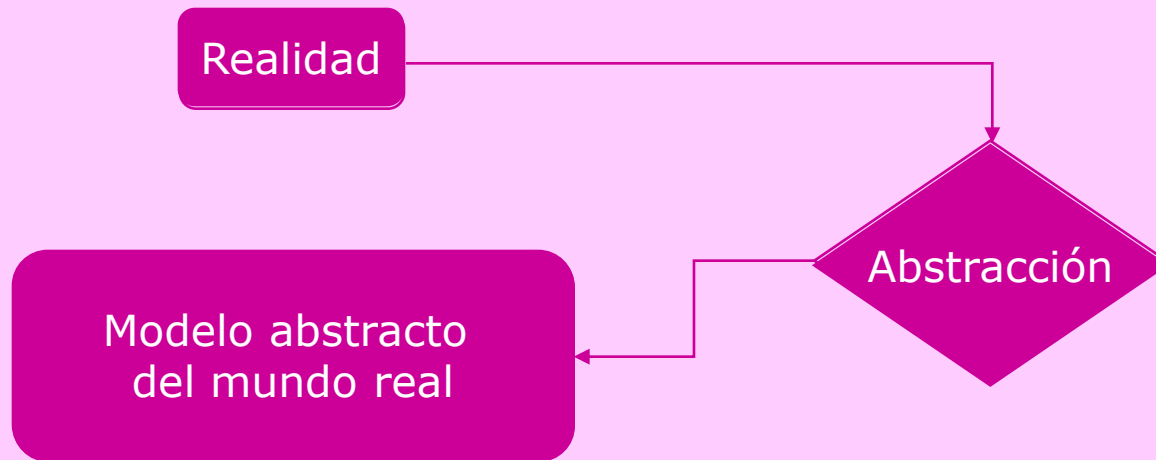 Realidad
Abstracción
Modelo abstracto
del mundo real